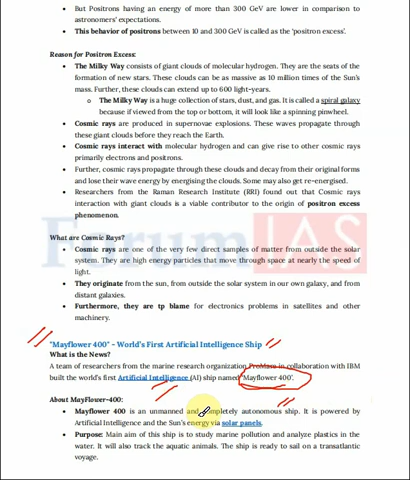 • But Positrons having an energy of more than 300 GeV are lower in comparison to
astronomers' expectations.
• This behavior of positrons between 10 and 300 GeV is called as the 'positron excess'.
Reason for Positron Excess:
• The Milky Way consists of giant clouds of molecular hydrogen. They are the seats of the
formation of new stars. These clouds can be as massive as 10 million times of the Sun's
mass. Further, these clouds can extend up to 600 light-years.
o The Milky Way is a huge collection of stars, dust, and gas. It is called a spiral galaxy
because if viewed from the top or bottom, it will look like a spinning pinwheel.
• Cosmic rays are produced in supernovae explosions. These waves propagate through
these giant clouds before they reach the Earth.
• Cosmic rays interact with molecular hydrogen and can give rise to other cosmic rays
primarily electrons and positrons.
• Further, cosmic rays propagate through these clouds and decay from their original forms
and lose their wave energy by energising the clouds. Some may also get re-energised.
• Researchers from the Raman Research Institute (RRI) found out that Cosmic rays
interaction with giant clouds is a viable contributor to the origin of positron excess
phenomenon.
ForumIAS
What are Cosmic Rays?
• Cosmic rays are one of the very few direct samples of matter from outside the solar
system. They are high energy particles that move through space at nearly the speed of
light.
• They originate from the sun, from outside the solar system in our own galaxy, and from
distant galaxies.
• Furthermore, they are tp blame for electronics problems in satellites and other
machinery.
"Mayflower 400" - World's First Artificial Intelligence Ship
What is the News?
A team of researchers from the marine research organization ProMare in collaboration with IBM
built the world's first Artificial Intelligence (AI) ship named 'Mayflower 400'.
About Mayflower-400:
• Mayflower 400 is an unmanned and completely autonomous ship. It is powered by
Artificial Intelligence and the Sun's energy via solar panels.
• Purpose: Main aim of this ship is to study marine pollution and analyze plastics in the
water. It will also track the aquatic animals. The ship is ready to sail on a transatlantic
voyage.